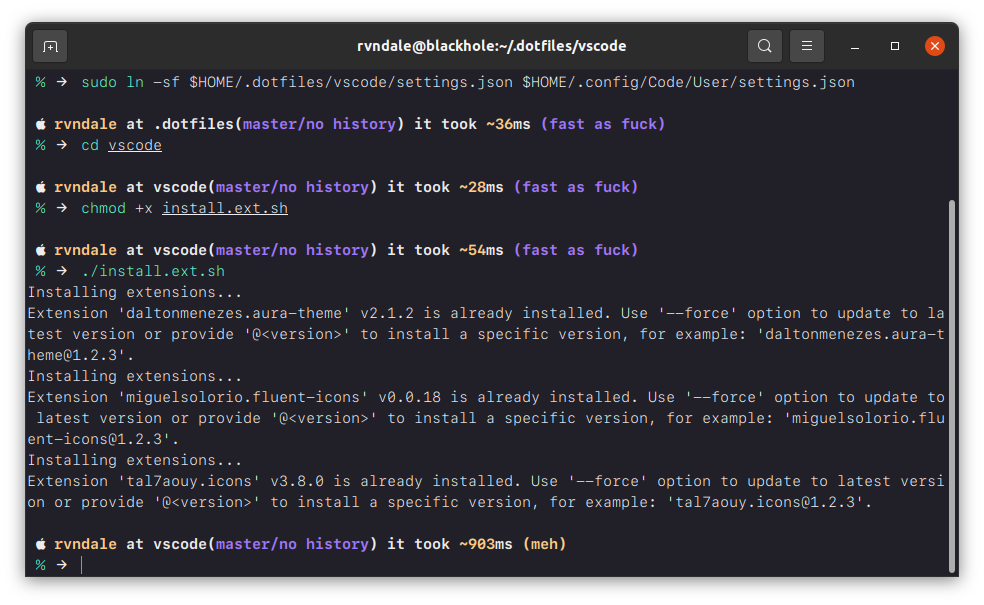 rvndale@blackhole:~/.dotfiles/vscode
% → sudo ln -sf $HOME/.dotfiles/vscode/settings.json $HOME/.config/Code/User/settings.json
rvndale at .dotfiles(master/no history) it took ~36ms (fast as fuck)
% → cd vscode
rvndale at vscode(master/no history) it took ~28ms (fast as fuck)
% → chmod +x install.ext.sh
rvndale at vscode(master/no history) it took ~54ms (fast as fuck)
% → ./install.ext.sh
Installing extensions...
Extension 'daltonmenezes.aura-theme' v2.1.2 is already installed. Use '--force' option to update to la
test version or provide '@<version>' to install a specific version, for example: 'daltonmenezes.aura-t
heme@1.2.3'.
Installing extensions...
Extension 'miguelsolorio.fluent-icons' v0.0.18 is already installed. Use '--force' option to update to
 latest version or provide '@<version>' to install a specific version, for example: 'miguelsolorio.flu
ent-icons@1.2.3'.
Installing extensions...
Extension 'tal7aouy.icons' v3.8.0 is already installed. Use '--force' option to update to latest versi
on or provide '@<version>' to install a specific version, for example: 'tal7aouy.icons@1.2.3'.
rvndale at vscode(master/no history) it took ~903ms (meh)
% →